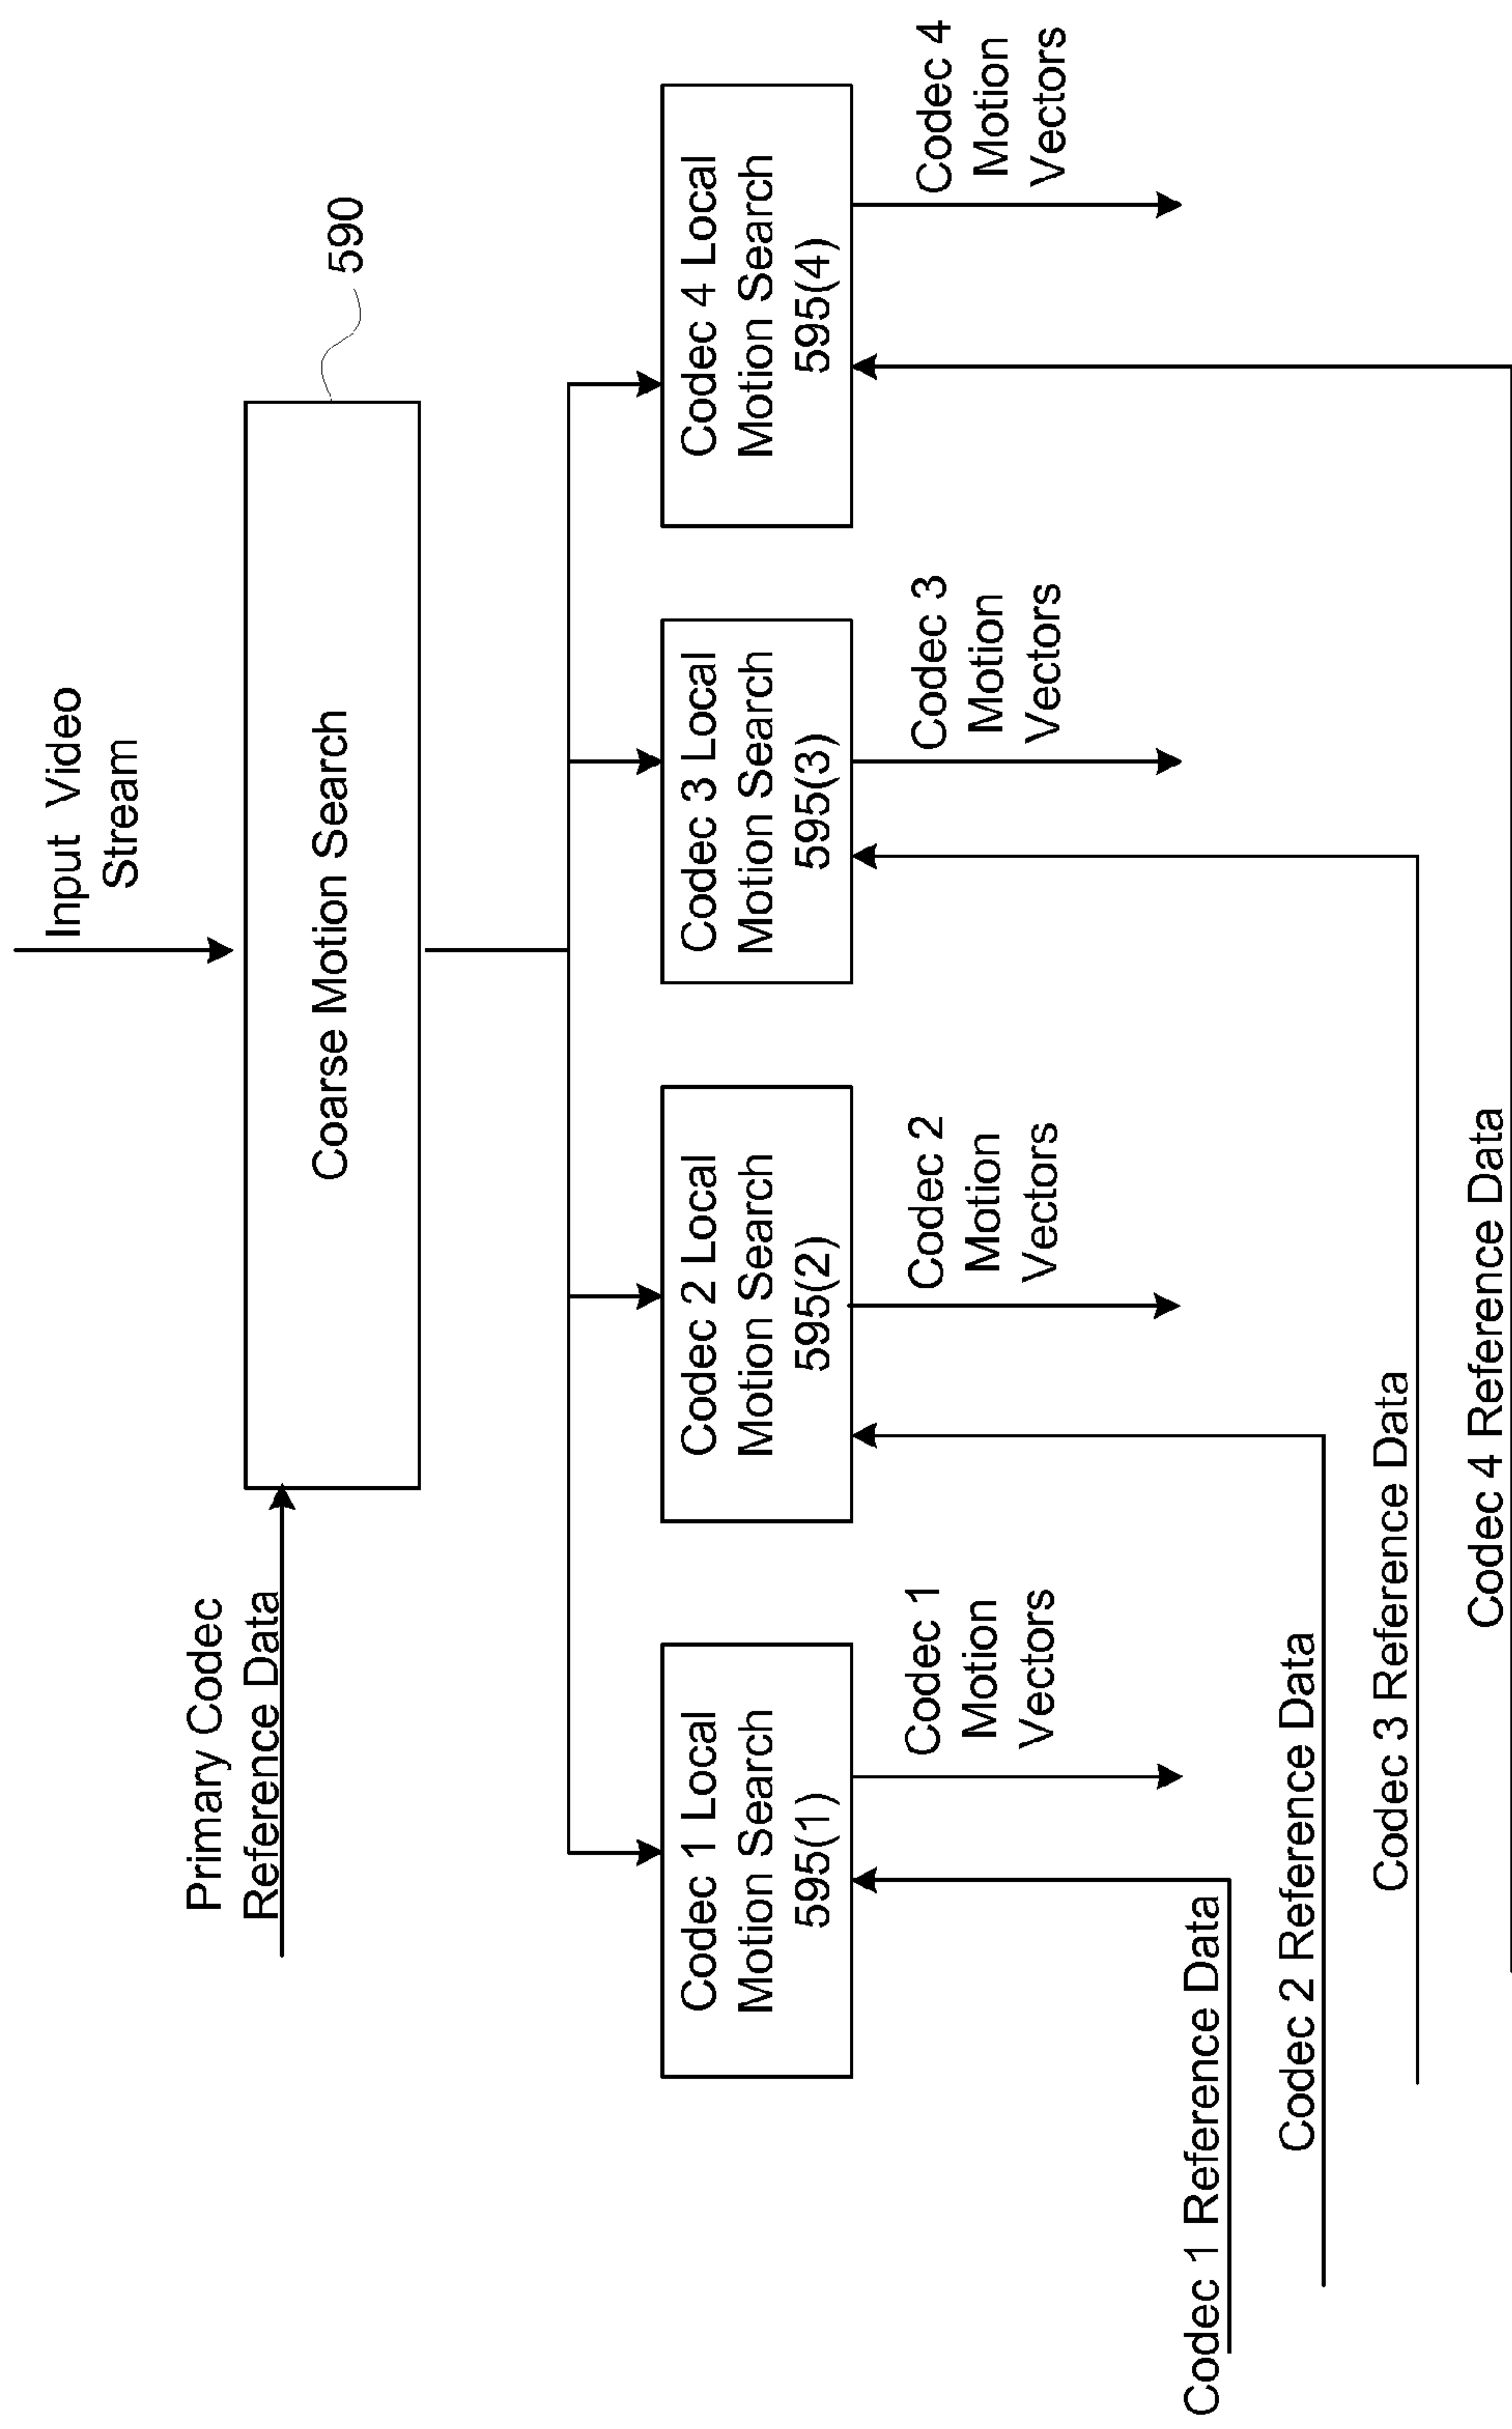 Input Video
Stream
Primary Codec
Reference Data
Coarse Motion Search
590
Codec 1 Local
Motion Search
595(1)
Codec 2 Local
Motion Search
595(2)
Codec 3 Local
Motion Search
595(3)
Codec 4 Local
Motion Search
595(4)
Codec 1
Motion
Vectors
Codec 2
Motion
Vectors
Codec 3
Motion
Vectors
Codec 4
Motion
Vectors
Codec 1 Reference Data
Codec 2 Reference Data
Codec 3 Reference Data
Codec 4 Reference Data